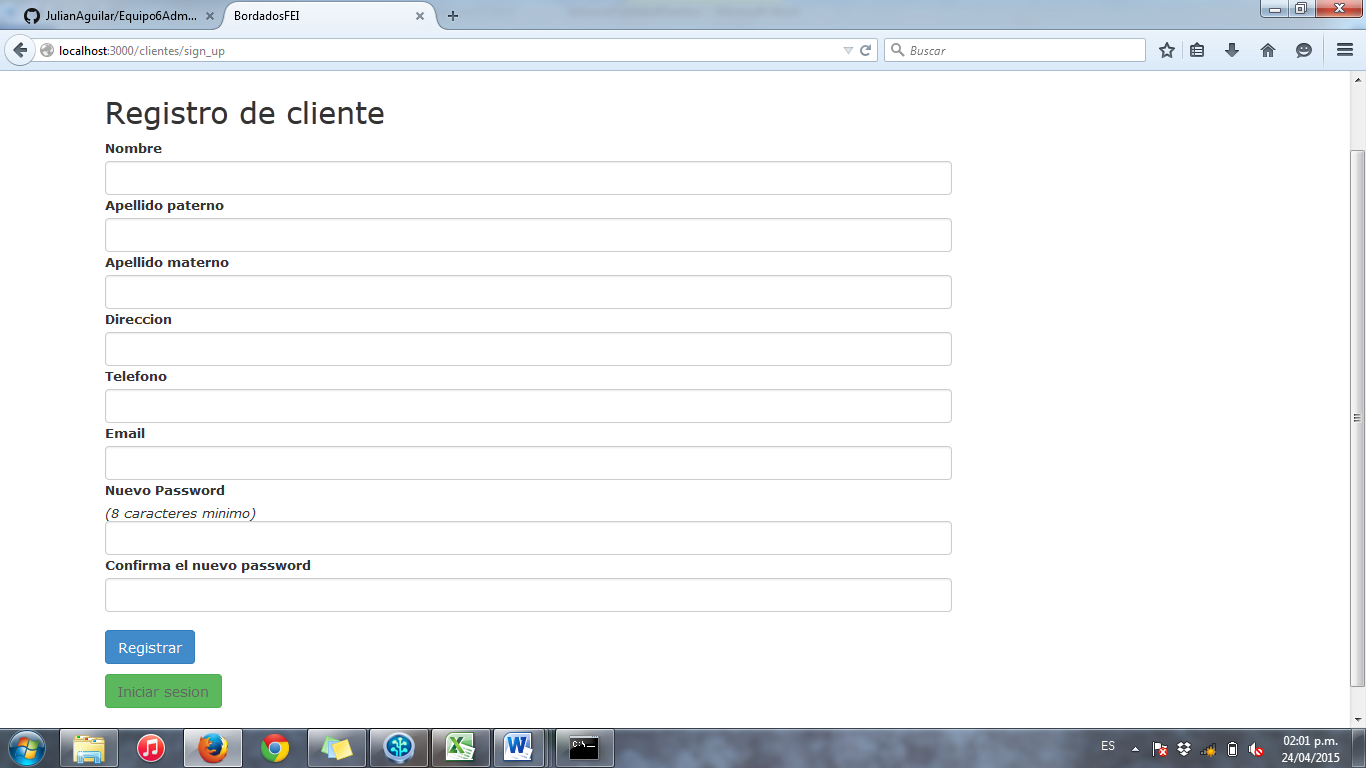 JulianAguilar/Equipo6Adm...
BordadosFEI
localhost:3000/clientes/sign_up
Buscar
Registro de cliente
Nombre
Apellido paterno
Apellido materno
Direccion
Telefono
Email
Nuevo Password
(8 caracteres minimo)
Confirma el nuevo password
Registrar
Iniciar sesion
ES
02:01 p.m.
24/04/2015